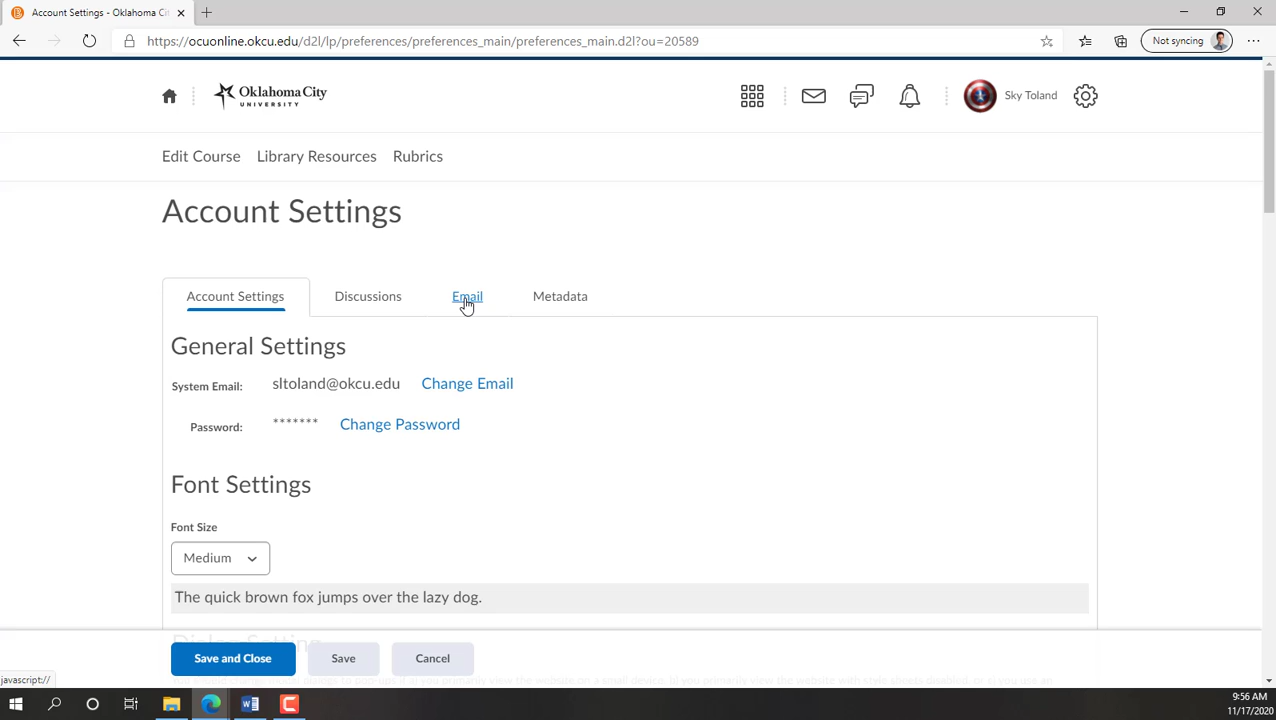 Account Settings - Oklahoma Cit
https://ocuonline.okcu.edu/d2l/lp/preferences/preferences_main/preferences_main.d2l?ou=20589
Not syncing
Oklahoma City
UNIVERSITY
Sky Toland
Edit Course Library Resources Rubrics
Account Settings
Account Settings Discussions Email Metadata
General Settings
System Email: sltoland@okcu.edu Change Email
Password: ******* Change Password
Font Settings
Font Size
Medium
The quick brown fox jumps over the lazy dog.
Save and Close Save Cancel
javascript://
9:56 AM
11/17/2020